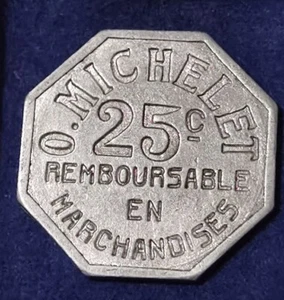 O. MICHELET
25C
REMBOURSABLE
EN
MARCHANDISES